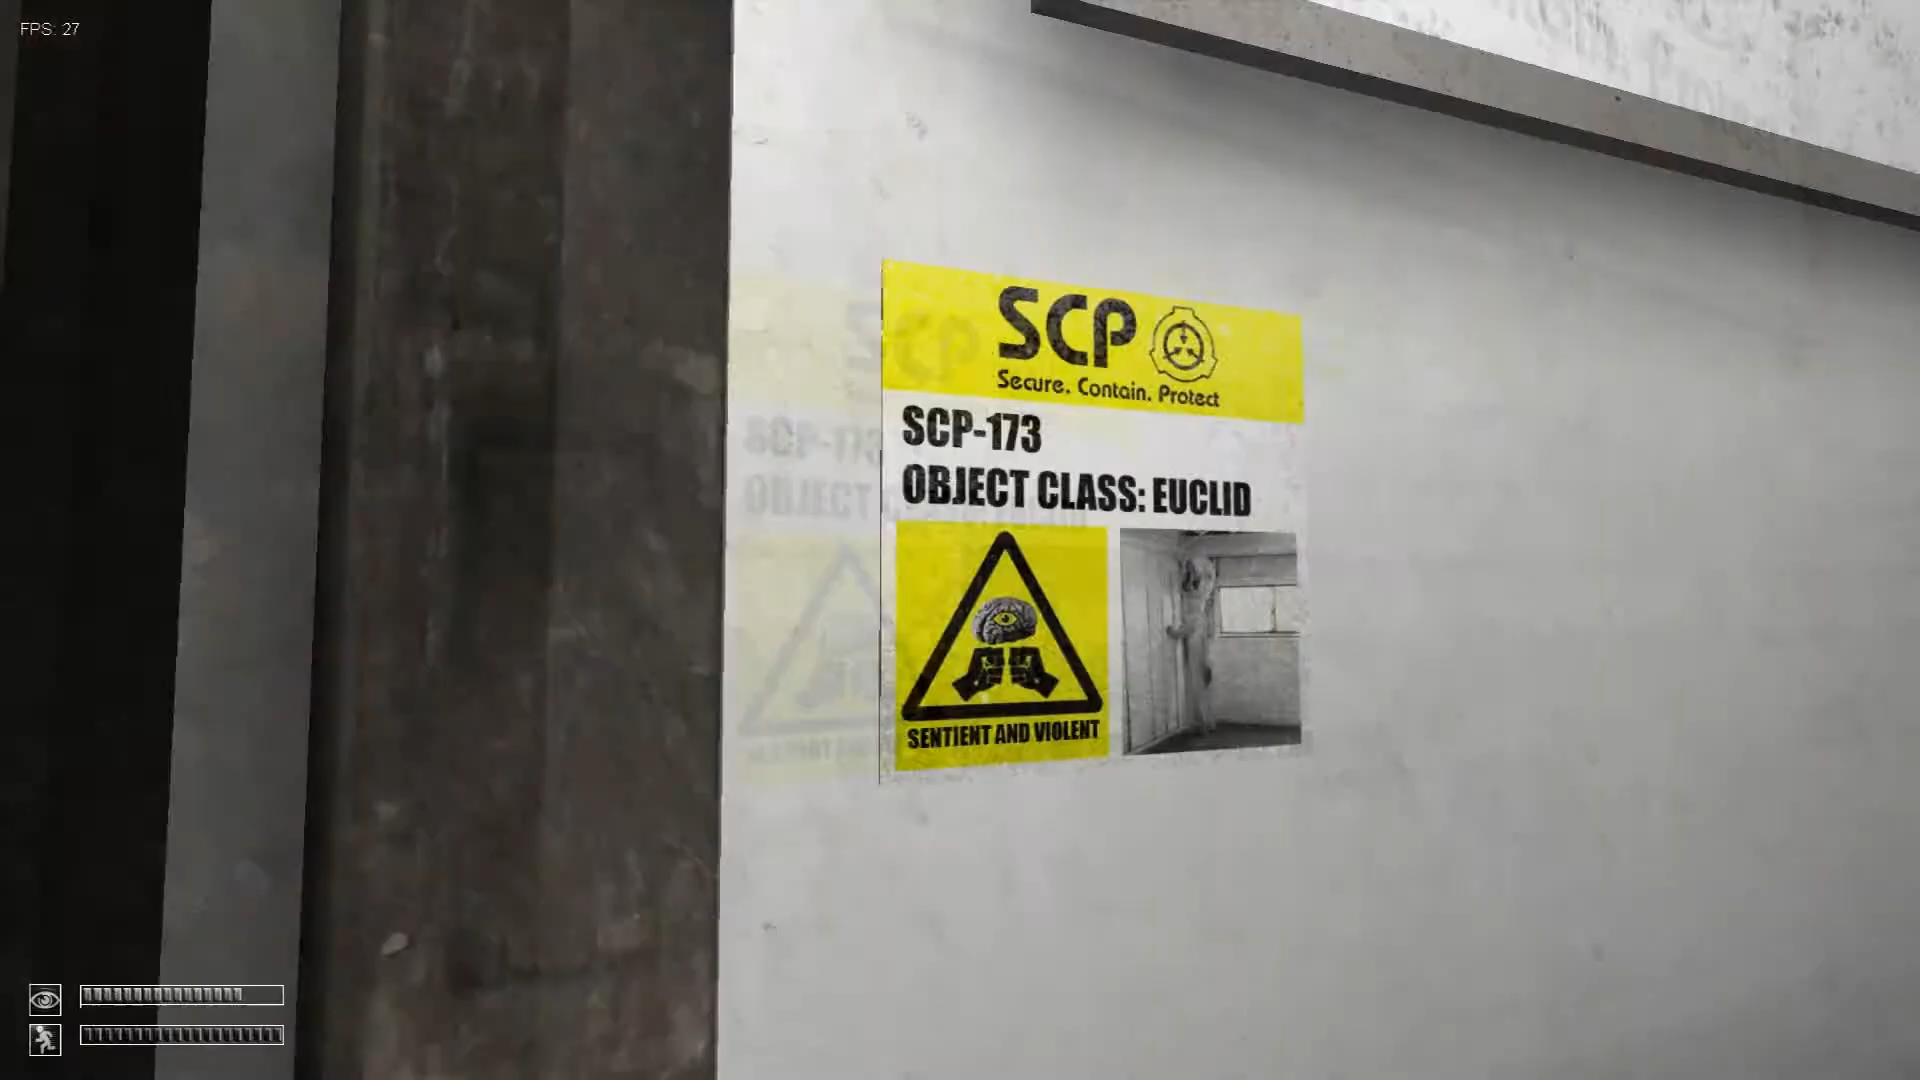 FPS: 27
SCP
Secure. Contain. Protect
SCP-173
OBJECT CLASS: EUCLID
SENTIENT AND VIOLENT